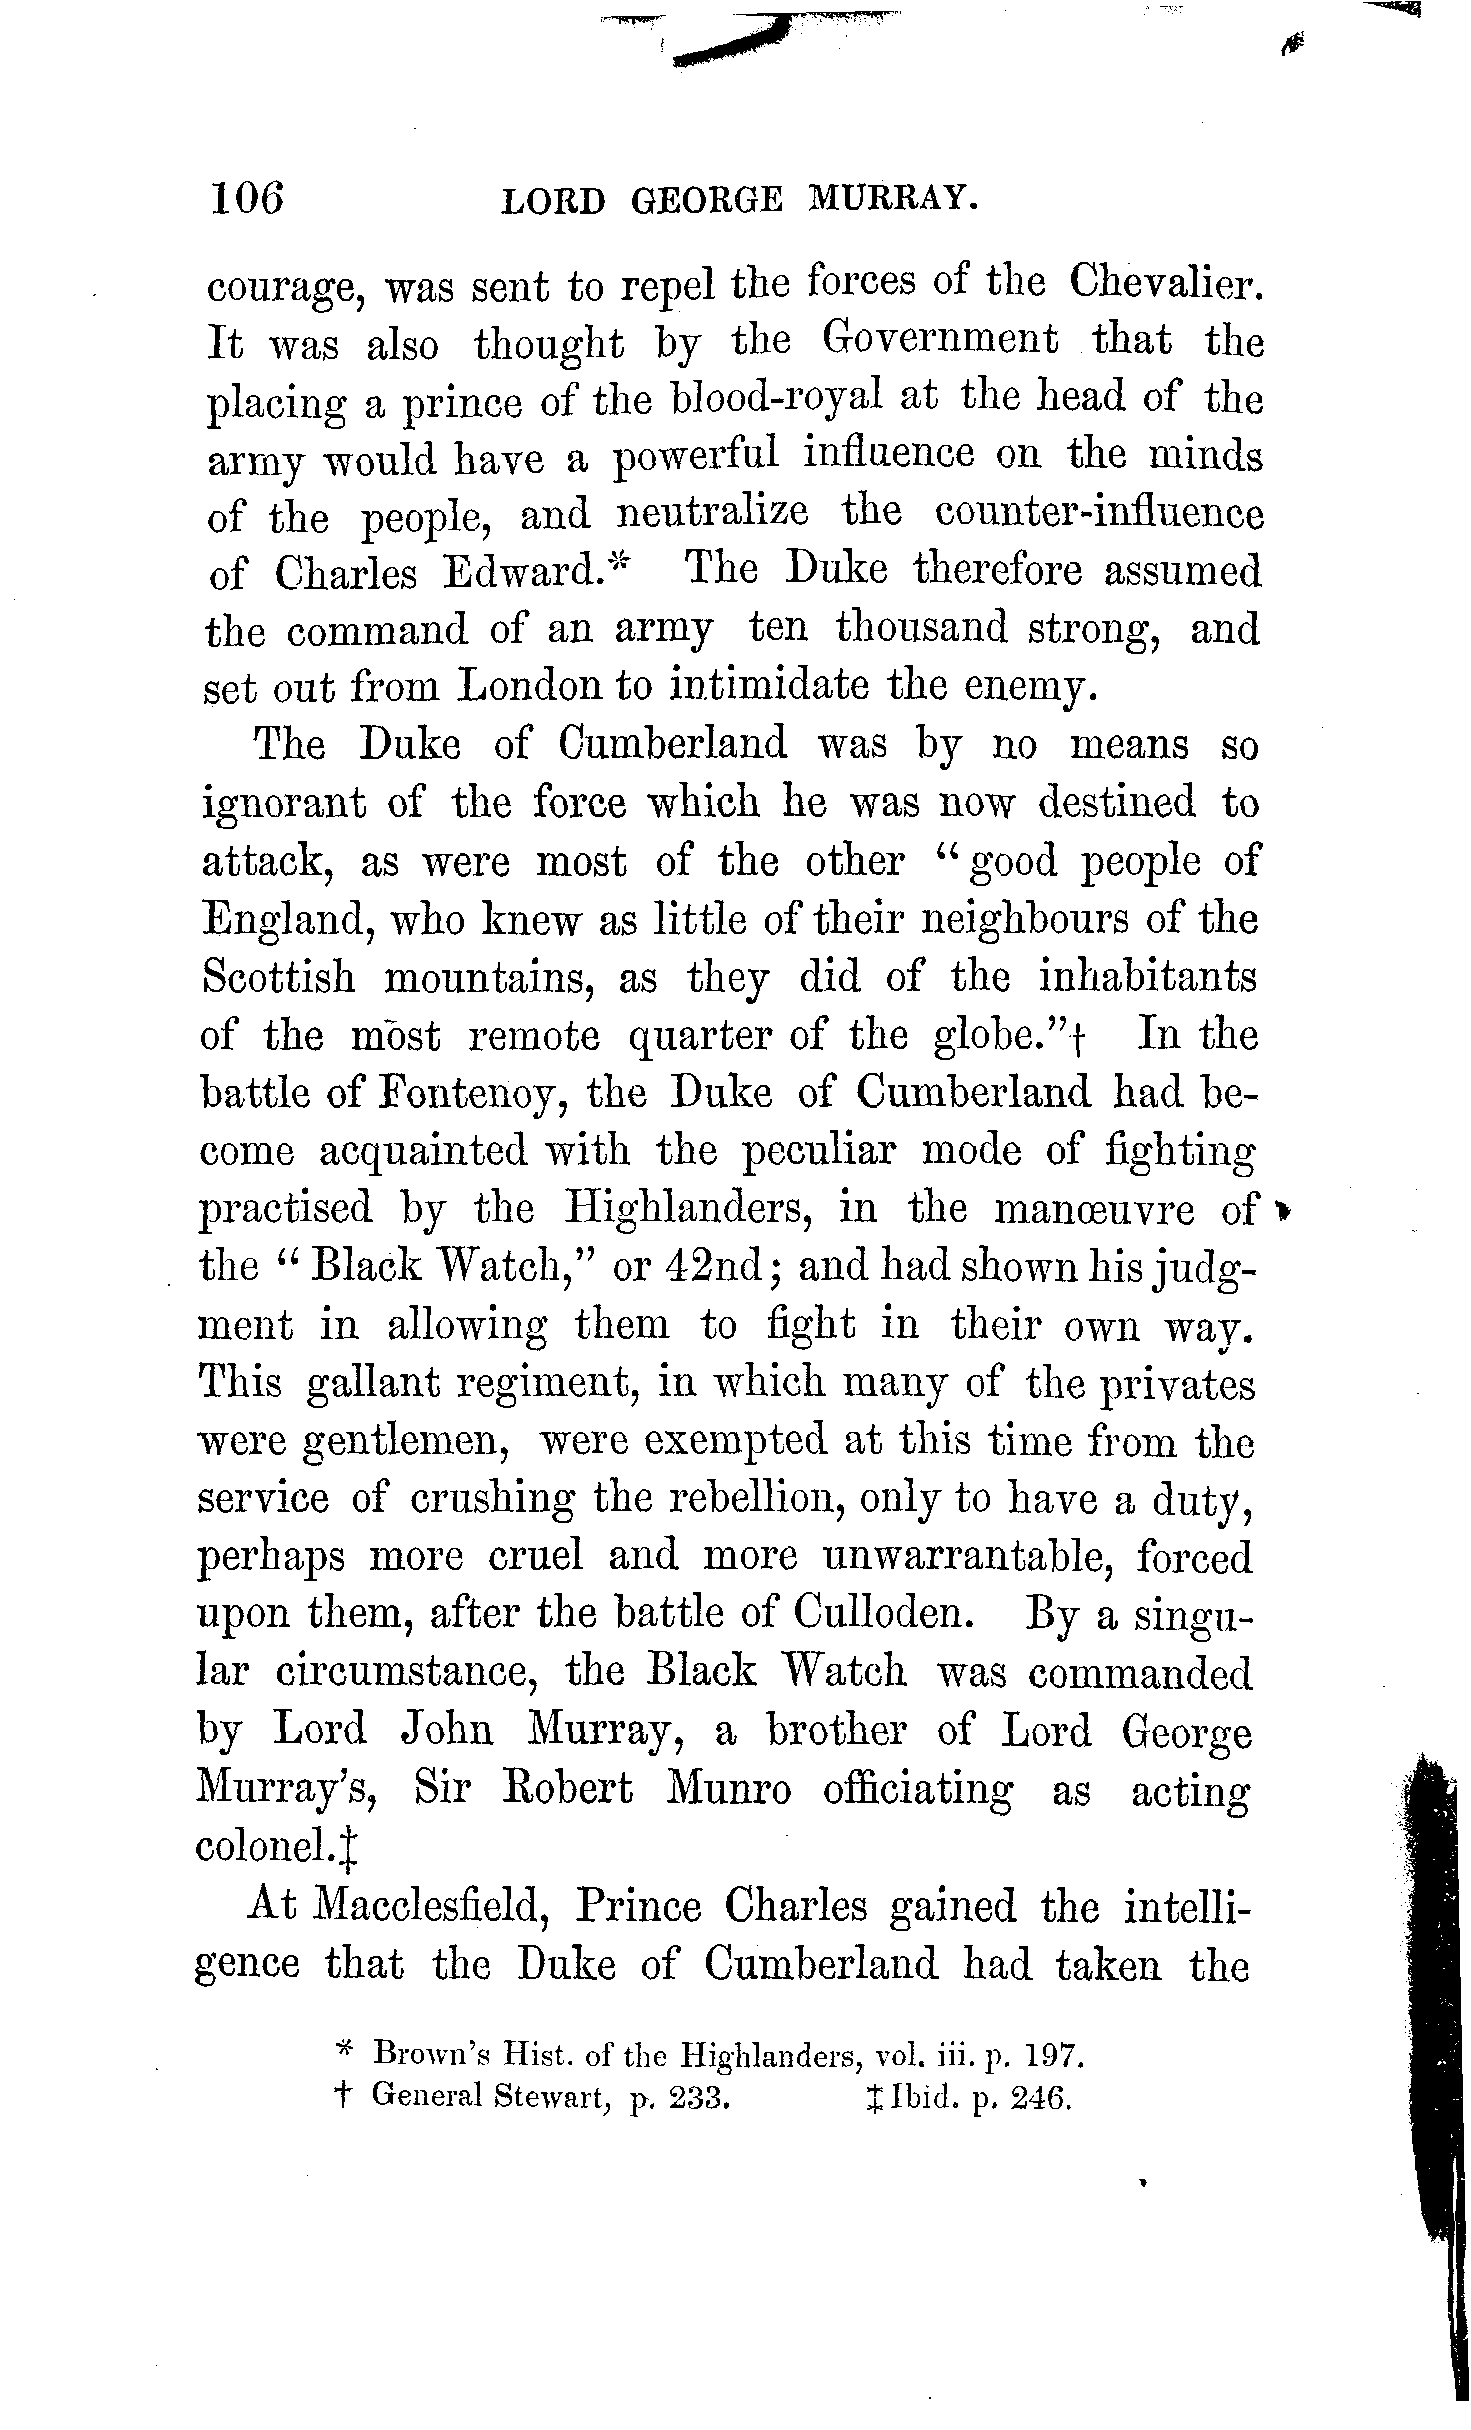 106 LORD GEORGE MURRAY.
courage, was sent to repel the forces of the Chevalier.
It was also thought by the Government that the
placing a prince of the blood-royal at the head of the
army would have a powerful influence on the minds
of the people, and neutralize the counter-influence
of Charles Edward.* The Duke therefore assumed
the command of an army ten thousand strong, and
set out from London to intimidate the enemy.
The Duke of Cumberland was by no means so
ignorant of the force which he was now destined to
attack, as were most of the other “good people of
England, who knew as little of their neighbours of the
Scottish mountains, as they did of the inhabitants
of the most remote quarter of the globe.”† In the
battle of Fontenoy, the Duke of Cumberland had be-
come acquainted with the peculiar mode of fighting
practised by the Highlanders, in the manœuvre of
the “Black Watch,” or 42nd; and had shown his judg-
ment in allowing them to fight in their own way.
This gallant regiment, in which many of the privates
were gentlemen, were exempted at this time from the
service of crushing the rebellion, only to have a duty,
perhaps more cruel and more unwarrantable, forced
upon them, after the battle of Culloden. By a singu-
lar circumstance, the Black Watch was commanded
by Lord John Murray, a brother of Lord George
Murray’s, Sir Robert Munro officiating as acting
colonel.‡
At Macclesfield, Prince Charles gained the intelli-
gence that the Duke of Cumberland had taken the
* Brown’s Hist. of the Highlanders, vol. iii. p. 197.
† General Stewart, p. 233. ‡ Ibid. p. 246.